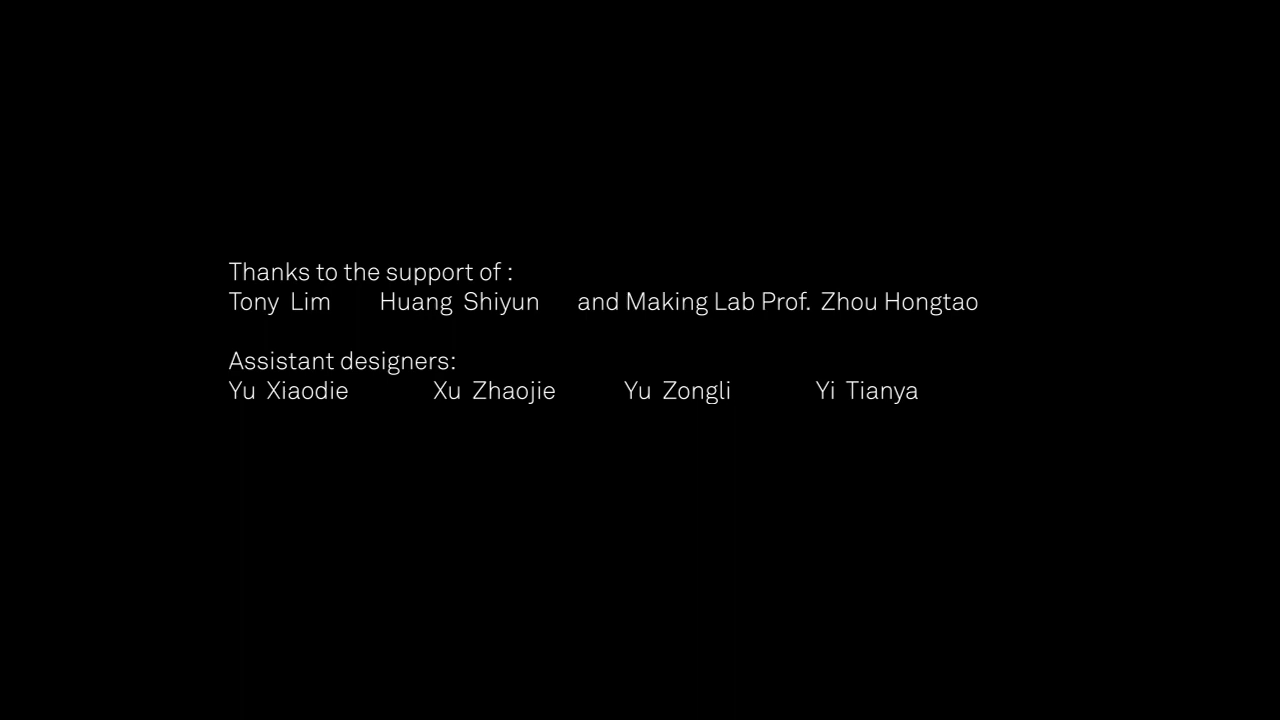 Thanks to the support of :
Tony Lim Huang Shiyun and Making Lab Prof. Zhou Hongtao
Assistant designers:
Yu Xiaodie Xu Zhaojie Yu Zongli Yi Tianya